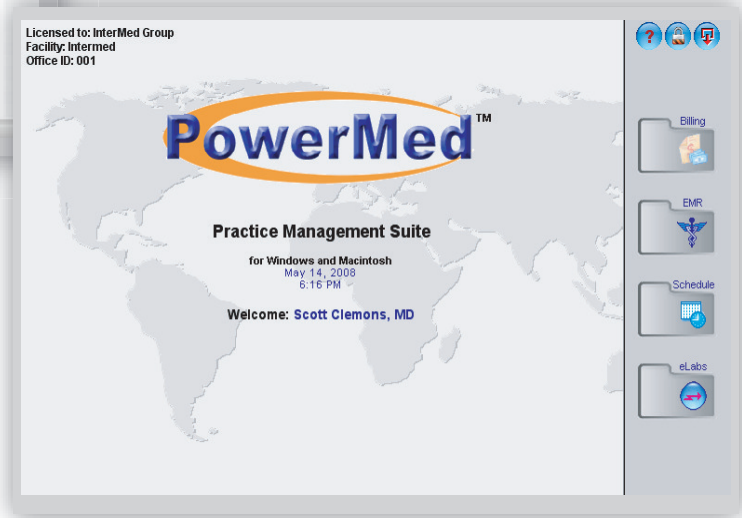 Licensed to: InterMed Group
Facility: Intermed
Office ID: 001
PowerMed™
Practice Management Suite
for Windows and Macintosh
May 14, 2008
6:16 PM
Welcome: Scott Clemons, MD
?
Billing
EMR
Schedule
eLabs